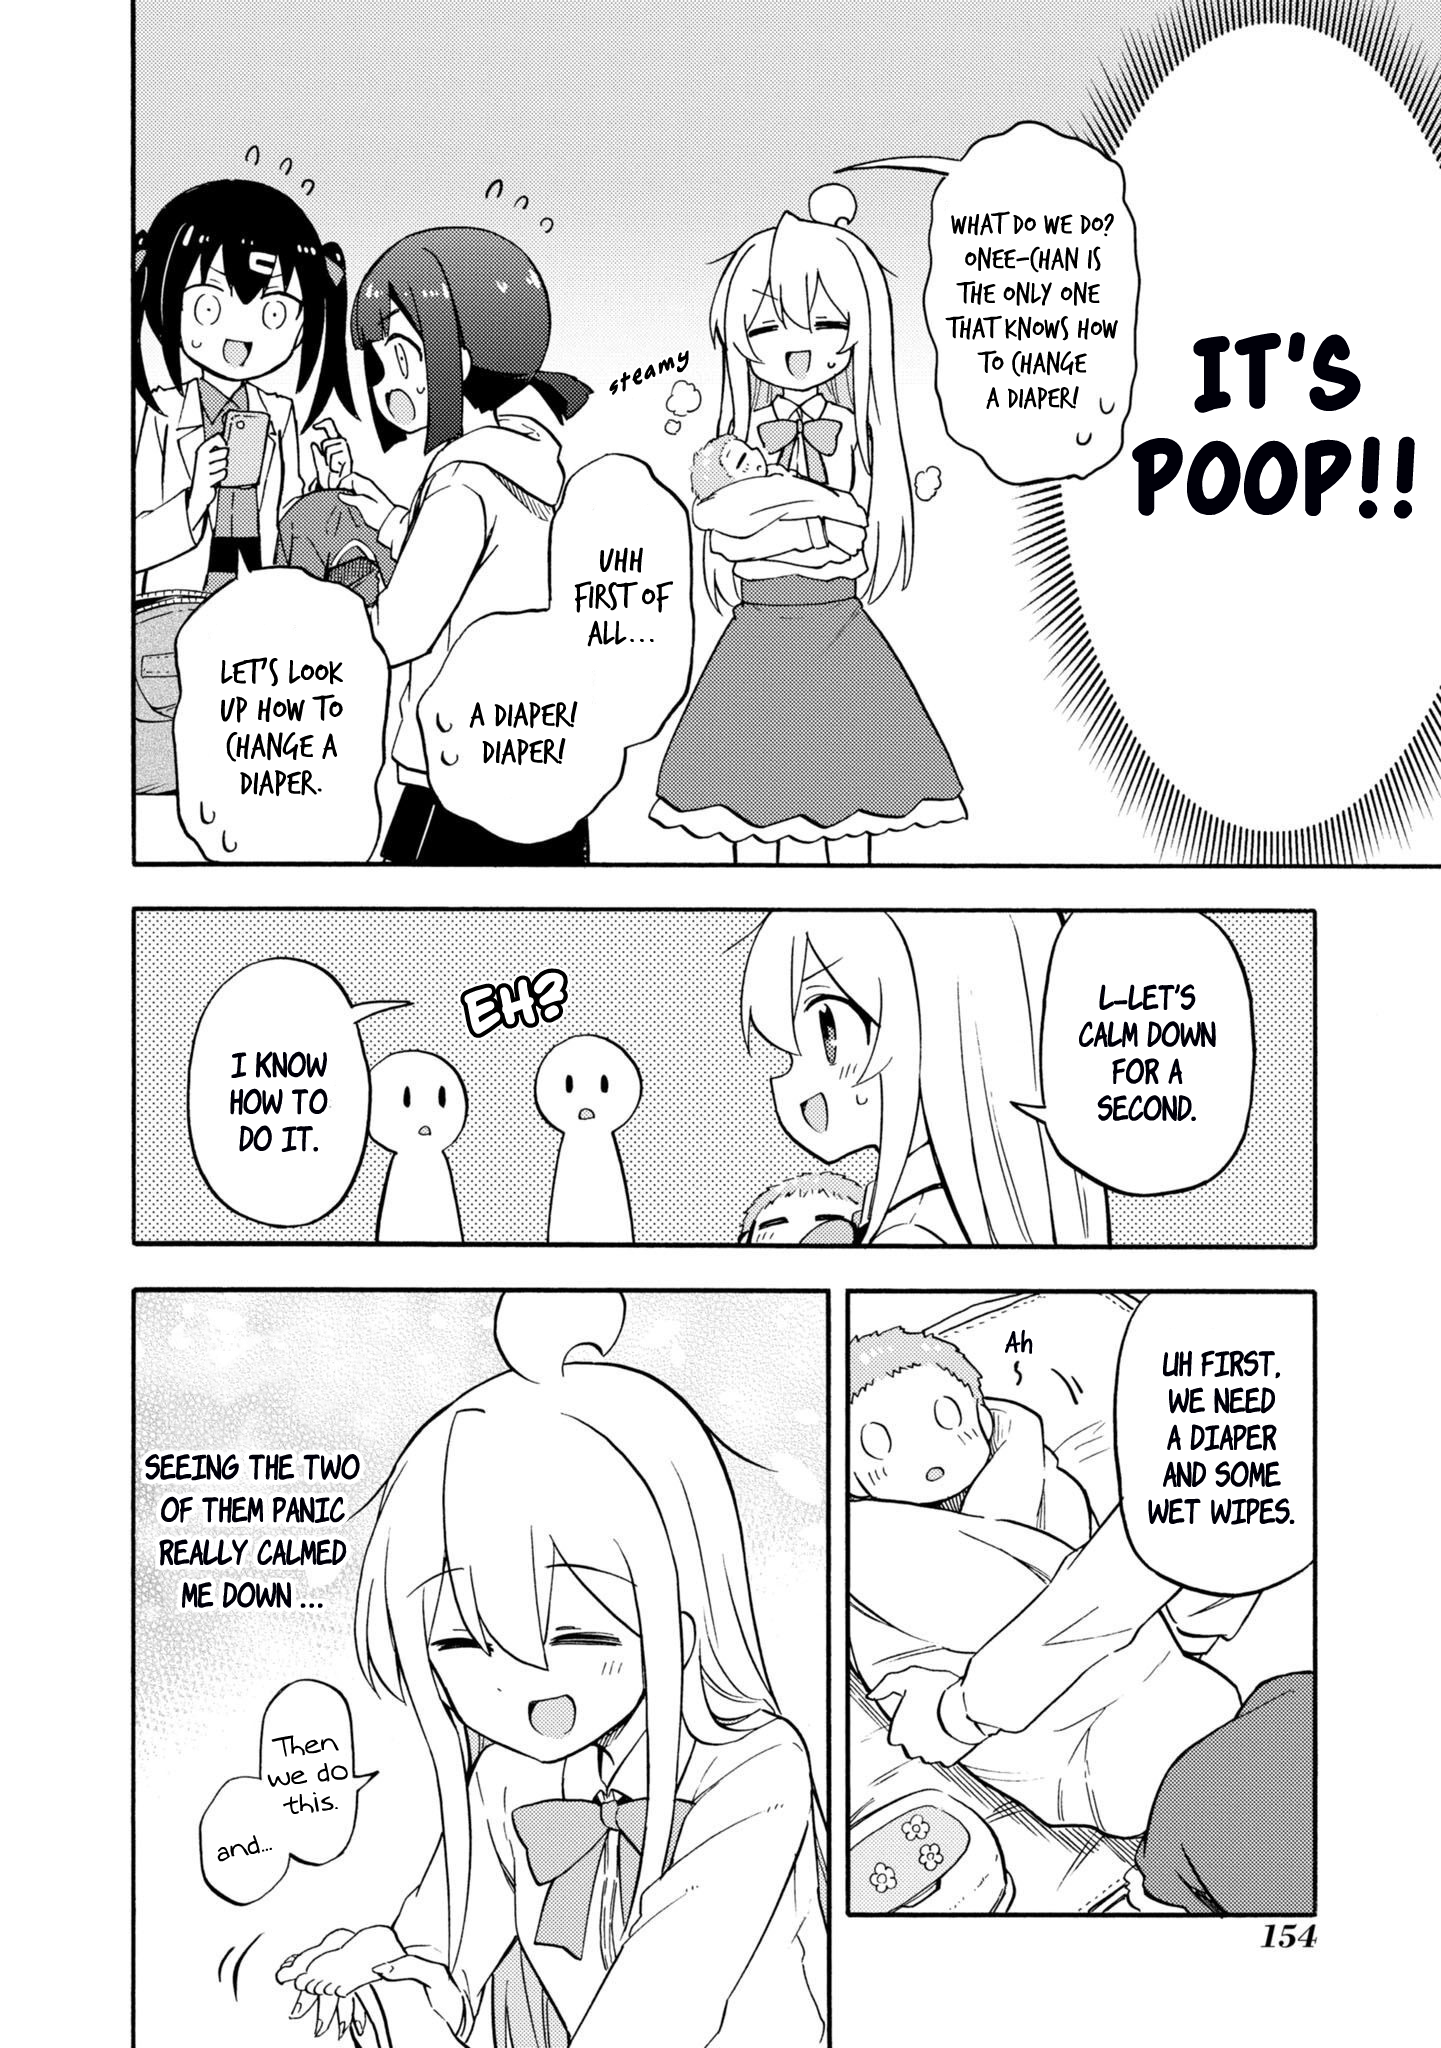 IT'S
POOP!!
WHAT DO WE DO?
ONEE-CHAN IS
THE ONLY ONE
THAT KNOWS HOW
TO CHANGE
A DIAPER!
steamy
UHH
FIRST OF
ALL...
A DIAPER!
DIAPER!
LET'S LOOK
UP HOW TO
CHANGE A
DIAPER.
L-LET'S
CALM DOWN
FOR A
SECOND.
EH?
I KNOW
HOW TO
DO IT.
UH FIRST,
WE NEED
A DIAPER
AND SOME
WET WIPES.
Ah
~
SEEING THE TWO
OF THEM PANIC
REALLY CALMED
ME DOWN ...
Then
we do
this.
and...
154